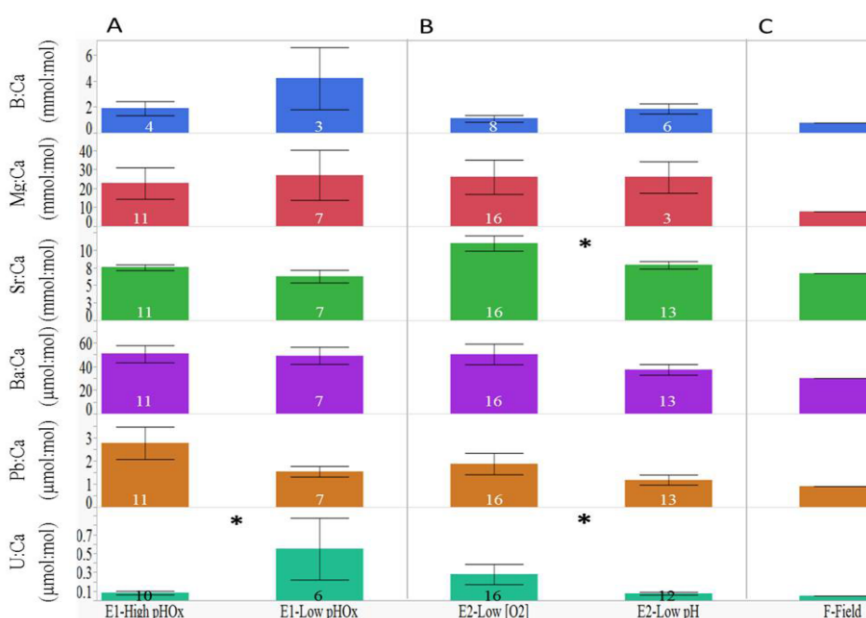 A B C
B:Ca
(mmol:mol)
6
4
2
0
4 3 8 6
Mg:Ca
(mmol:mol)
40
30
20
10
0
11 7 16 3
Sr:Ca
(mmol:mol)
10
8
5
3
0
*
11 7 16 13
Ba:Ca
(µmol:mol)
60
40
20
0
11 7 16 13
Pb:Ca
(µmol:mol)
3
2
1
0
11 7 16 13
U:Ca
(µmol:mol)
0.7
0.5
0.3
0.1
* *
10 6 16 12
E1-High pHOx E1-Low pHOx E2-Low [O2] E2-Low pH F-Field